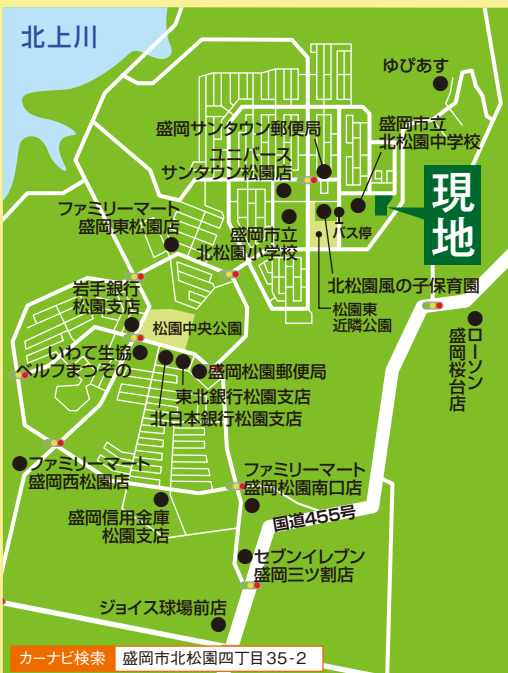 北上川
ゆぴあす
盛岡サンタウン郵便局
盛岡市立
北松園中学校
ユニバース
サンタウン松園店
現地
ファミリーマート
盛岡東松園店
バス停
盛岡市立
北松園小学校
北松園風の子保育園
松園東
近隣公園
岩手銀行
松園支店
松園中央公園
ローソン
盛岡桜台店
いわて生協
ベルフまつぞの
盛岡松園郵便局
東北銀行松園支店
北日本銀行松園支店
ファミリーマート
盛岡西松園店
ファミリーマート
盛岡松園南口店
盛岡信用金庫
松園支店
国道455号
セブンイレブン
盛岡三ツ割店
ジョイス球場前店
カーナビ検索 盛岡市北松園四丁目35-2